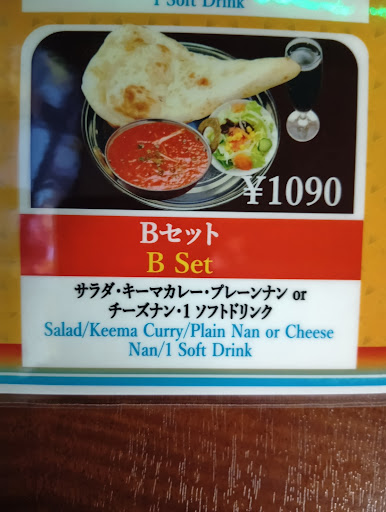 1 Soft Drink
¥1090
Bセット
B Set
サラダ・キーマカレー・プレーンナン or
チーズナン・1 ソフトドリンク
Salad/Keema Curry/Plain Nan or Cheese
Nan/1 Soft Drink